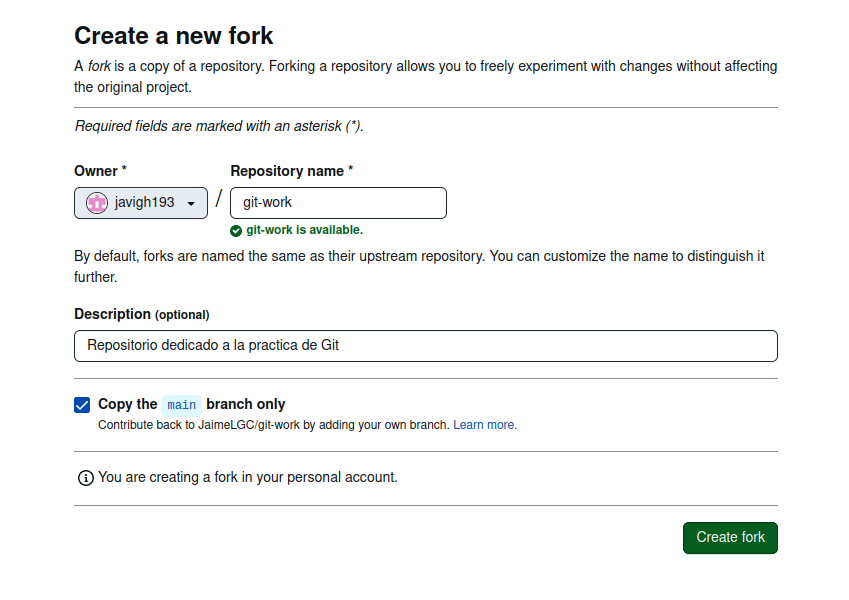 Create a new fork
A fork is a copy of a repository. Forking a repository allows you to freely experiment with changes without affecting
the original project.
Required fields are marked with an asterisk (*).
Owner *
Repository name *
javigh193
/
git-work
git-work is available.
By default, forks are named the same as their upstream repository. You can customize the name to distinguish it
further.
Description (optional)
Repositorio dedicado a la practica de Git
Copy the main branch only
Contribute back to JaimeLGC/git-work by adding your own branch. Learn more.
You are creating a fork in your personal account.
Create fork